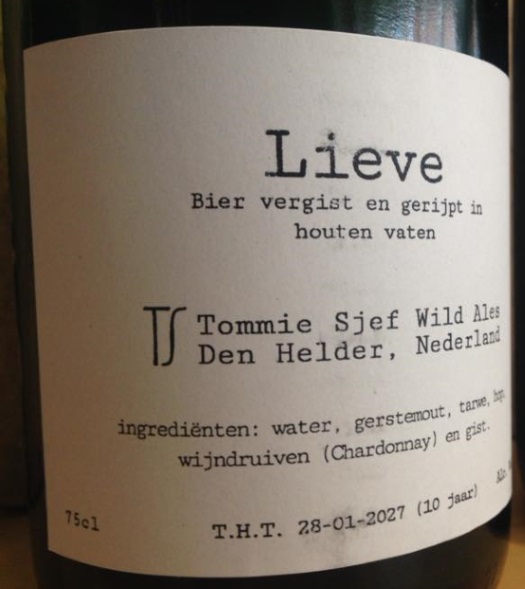 Lieve
Bier vergist en gerijpt in
houten vaten
TS
Tommie Sjef Wild Ales
Den Helder, Nederland
ingrediënten: water, gerstemout, tarwe, hop,
wijndruiven (Chardonnay) en gist.
75cl
T.H.T. 28-01-2027 (10 jaar)